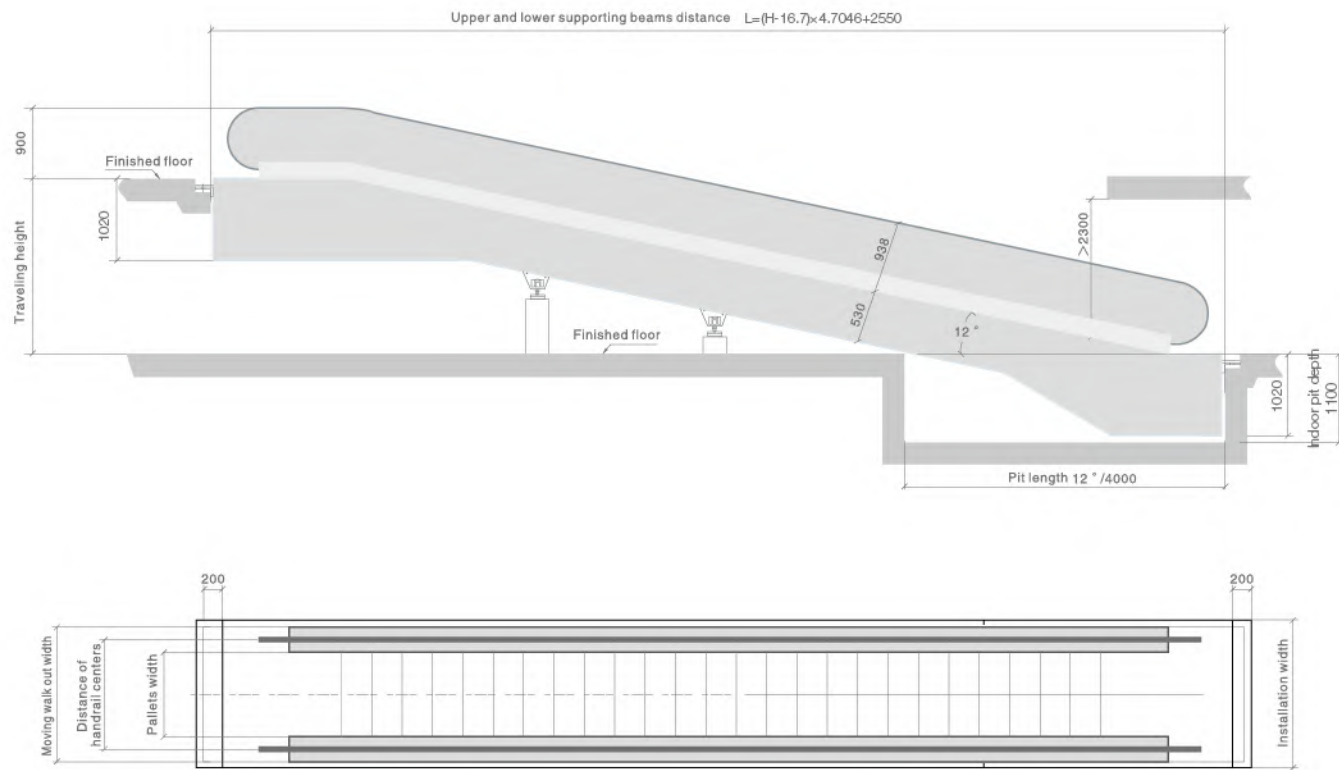 Upper and lower supporting beams distance L=(H-16.7)×4.7046+2550
900
Finished floor
1020
Traveling height
938
>2300
530
12°
Finished floor
1020
Indoor pit depth
1100
Pit length 12°/4000
200
200
Moving walk out width
Distance of
handrail centers
Pallets width
Installation width